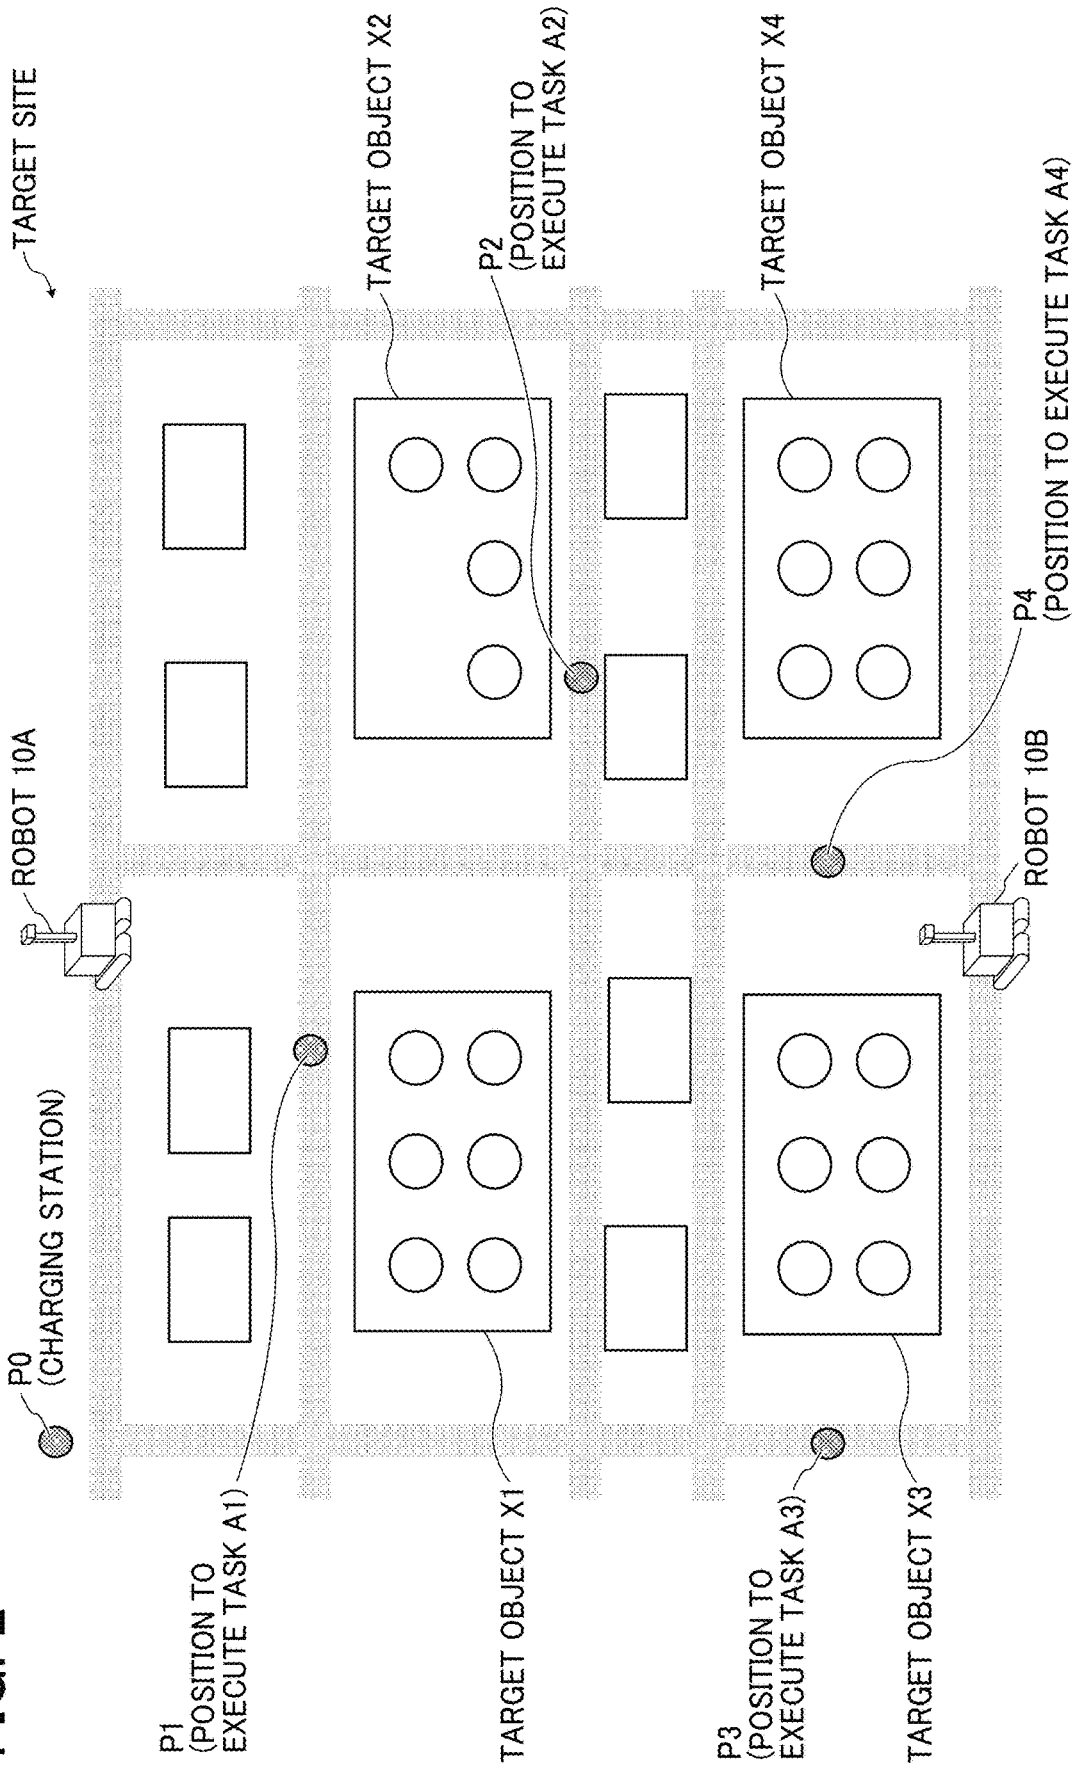 TARGET SITE
P0
(CHARGING STATION)
ROBOT 10A
P1
(POSITION TO
EXECUTE TASK A1)
TARGET OBJECT X2
P2
(POSITION TO
EXECUTE TASK A2)
TARGET OBJECT X1
P3
(POSITION TO
EXECUTE TASK A3)
TARGET OBJECT X4
TARGET OBJECT X3
P4
(POSITION TO EXECUTE TASK A4)
ROBOT 10B